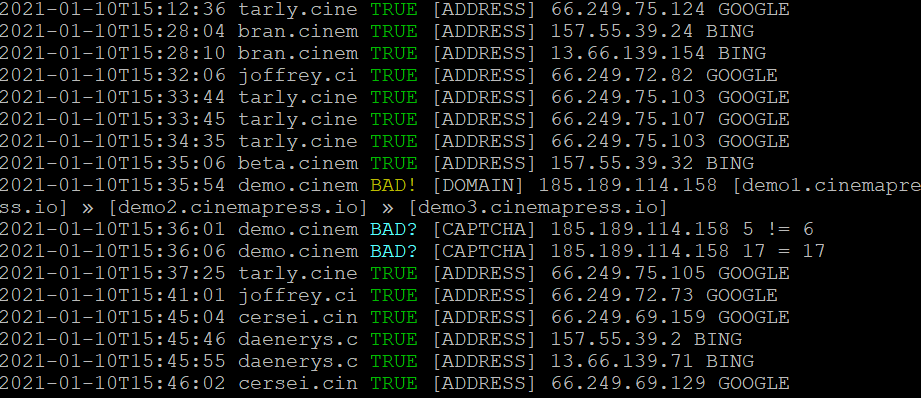 2021-01-10T15:12:36 tarly.cine TRUE [ADDRESS] 66.249.75.124 GOOGLE
2021-01-10T15:28:04 bran.cinem TRUE [ADDRESS] 157.55.39.24 BING
2021-01-10T15:28:10 bran.cinem TRUE [ADDRESS] 13.66.139.154 BING
2021-01-10T15:32:06 joffrey.ci TRUE [ADDRESS] 66.249.72.82 GOOGLE
2021-01-10T15:33:44 tarly.cine TRUE [ADDRESS] 66.249.75.103 GOOGLE
2021-01-10T15:33:45 tarly.cine TRUE [ADDRESS] 66.249.75.107 GOOGLE
2021-01-10T15:34:35 tarly.cine TRUE [ADDRESS] 66.249.75.103 GOOGLE
2021-01-10T15:35:06 beta.cinem TRUE [ADDRESS] 157.55.39.32 BING
2021-01-10T15:35:54 demo.cinem BAD! [DOMAIN] 185.189.114.158 [demo1.cinemapre
ss.io] » [demo2.cinemapress.io] » [demo3.cinemapress.io]
2021-01-10T15:36:01 demo.cinem BAD? [CAPTCHA] 185.189.114.158 5 != 6
2021-01-10T15:36:06 demo.cinem BAD? [CAPTCHA] 185.189.114.158 17 = 17
2021-01-10T15:37:25 tarly.cine TRUE [ADDRESS] 66.249.75.105 GOOGLE
2021-01-10T15:41:01 joffrey.ci TRUE [ADDRESS] 66.249.72.73 GOOGLE
2021-01-10T15:45:04 cersei.cin TRUE [ADDRESS] 66.249.69.159 GOOGLE
2021-01-10T15:45:46 daenerys.c TRUE [ADDRESS] 157.55.39.2 BING
2021-01-10T15:45:55 daenerys.c TRUE [ADDRESS] 13.66.139.71 BING
2021-01-10T15:46:02 cersei.cin TRUE [ADDRESS] 66.249.69.129 GOOGLE